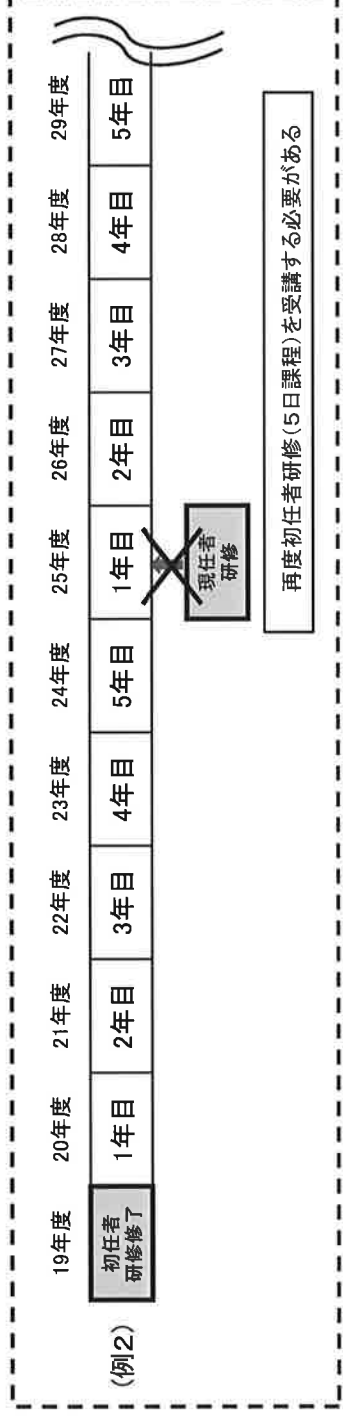 (例2)
19年度 20年度 21年度 22年度 23年度 24年度 25年度 26年度 27年度 28年度 29年度
初任者
研修修了
1年目 2年目 3年目 4年目 5年目 1年目 2年目 3年目 4年目 5年目
現任者
研修
再度初任者研修(5日課程)を受講する必要がある